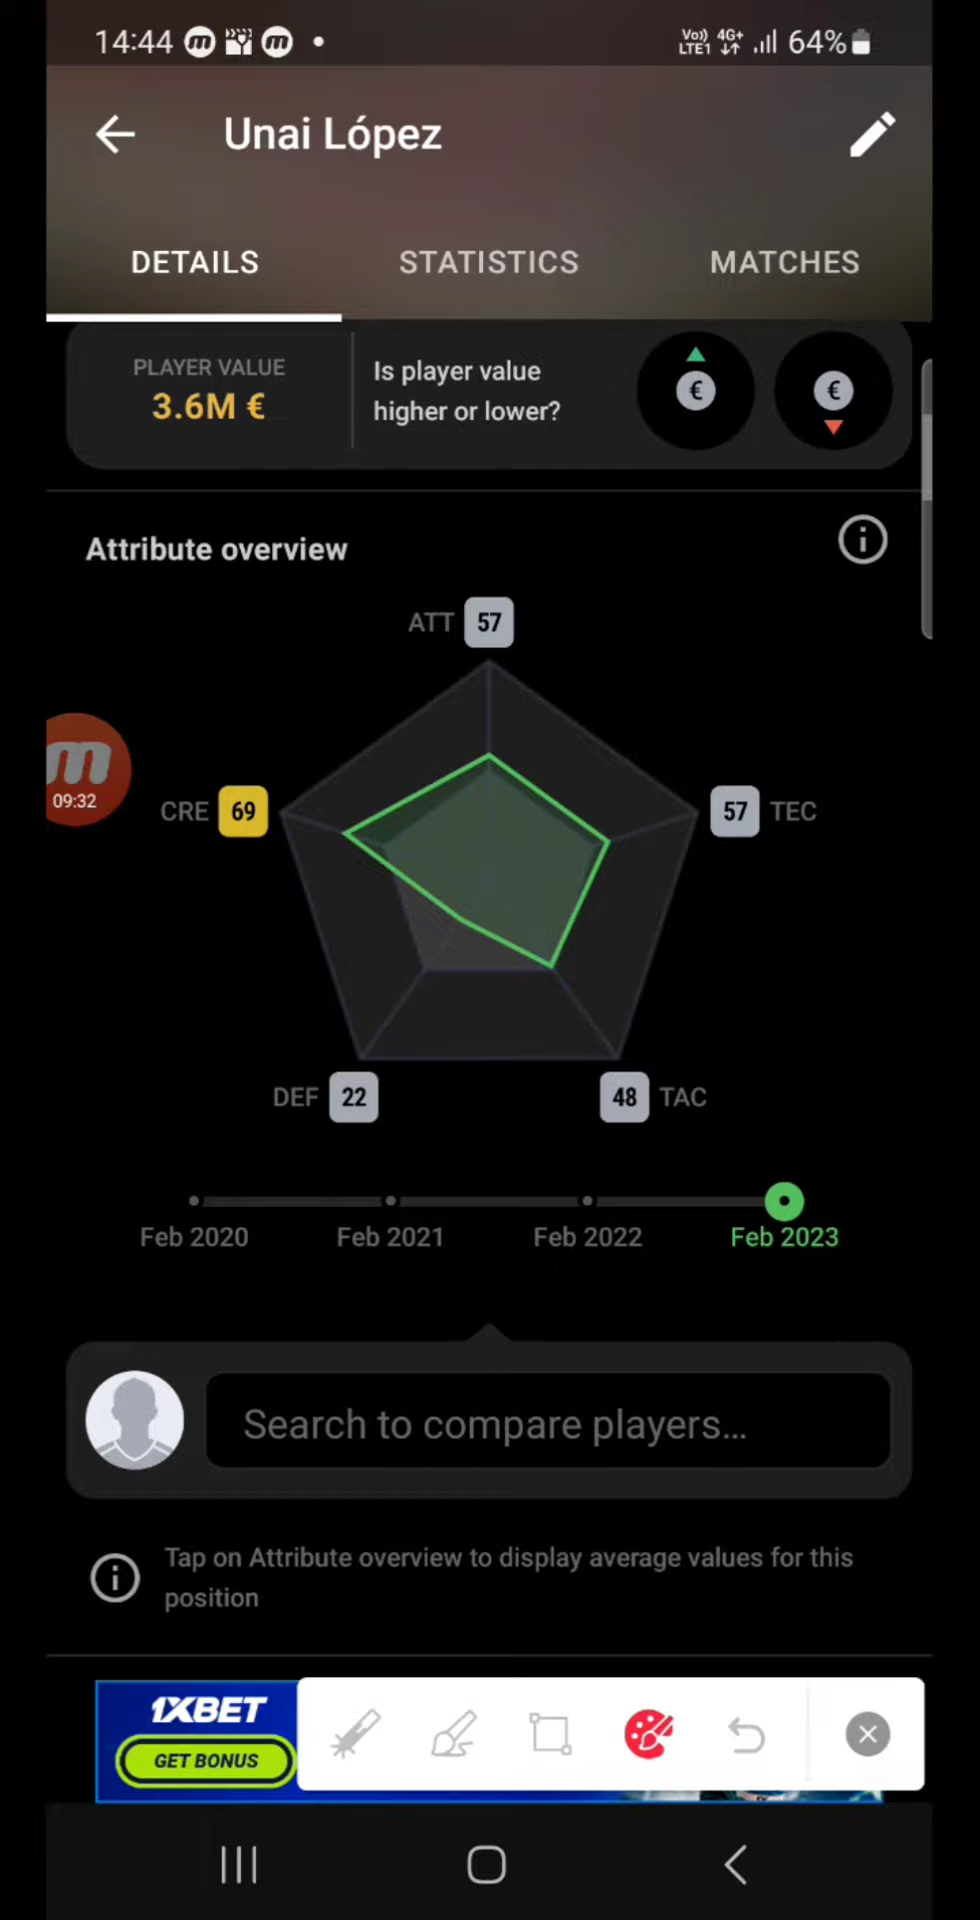 14:44 m m • Vo)) LTE1 4G+ 64%
Unai López
DETAILS STATISTICS MATCHES
PLAYER VALUE
3.6M €
Is player value
higher or lower?
€ €
Attribute overview
ATT 57
CRE 69
57 TEC
m
09:32
DEF 22
48 TAC
Feb 2020 Feb 2021 Feb 2022 Feb 2023
Search to compare players...
Tap on Attribute overview to display average values for this
position
1XBET
GET BONUS